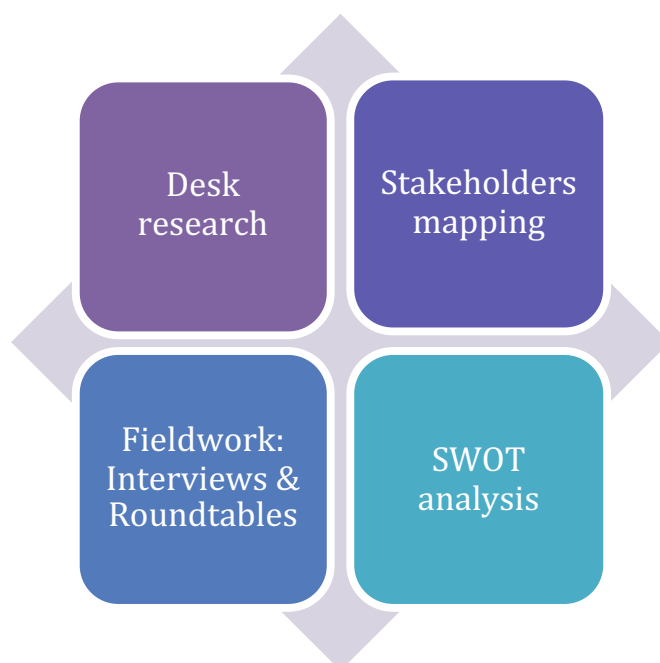 Desk
research
Stakeholders
mapping
Fieldwork:
Interviews &
Roundtables
SWOT
analysis